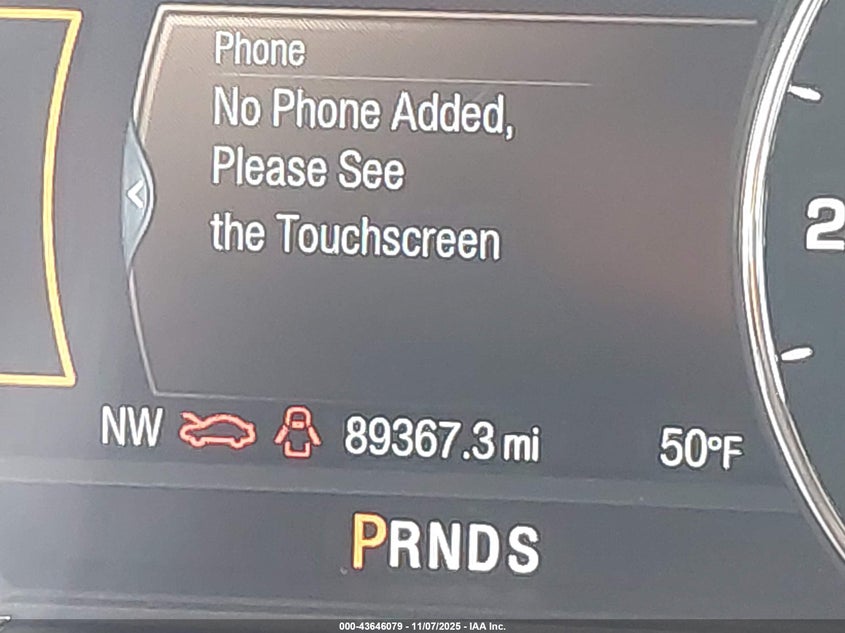 Phone
No Phone Added,
Please See
the Touchscreen
2
NW 89367.3 mi 50°F
PRNDS
000-43646079 - 11/07/2025 - IAA Inc.